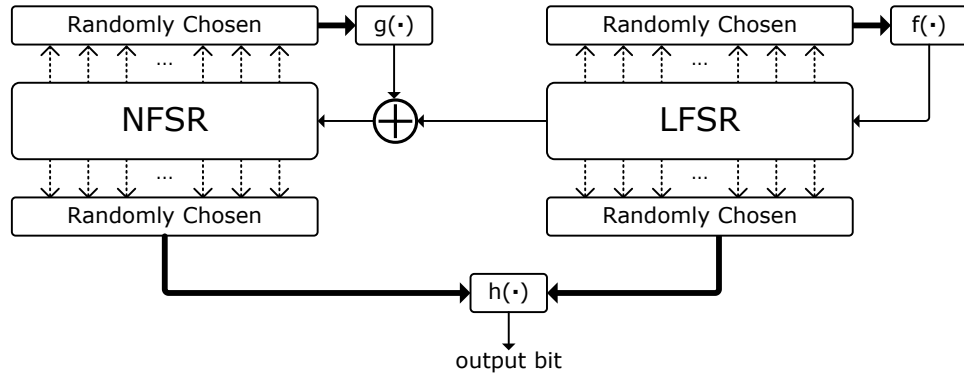 Randomly Chosen
g(·)
Randomly Chosen
f(·)
...
...
NFSR
LFSR
...
...
Randomly Chosen
Randomly Chosen
h(·)
output bit